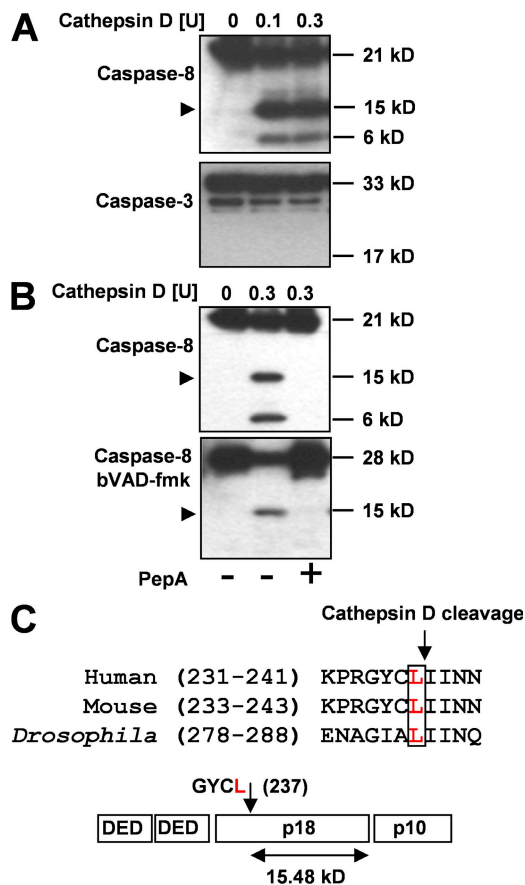 A
Cathepsin D [U] 0 0.1 0.3
Caspase-8
21 kD
15 kD
6 kD
Caspase-3
33 kD
17 kD
B
Cathepsin D [U] 0 0.3 0.3
Caspase-8
21 kD
15 kD
6 kD
Caspase-8
bVAD-fmk
28 kD
15 kD
PepA - - +
C
Cathepsin D cleavage
Human (231-241) KPRGYCLIINN
Mouse (233-243) KPRGYCLIINN
Drosophila (278-288) ENAGIALIINQ
GYCL (237)
DED DED p18 p10
15.48 kD